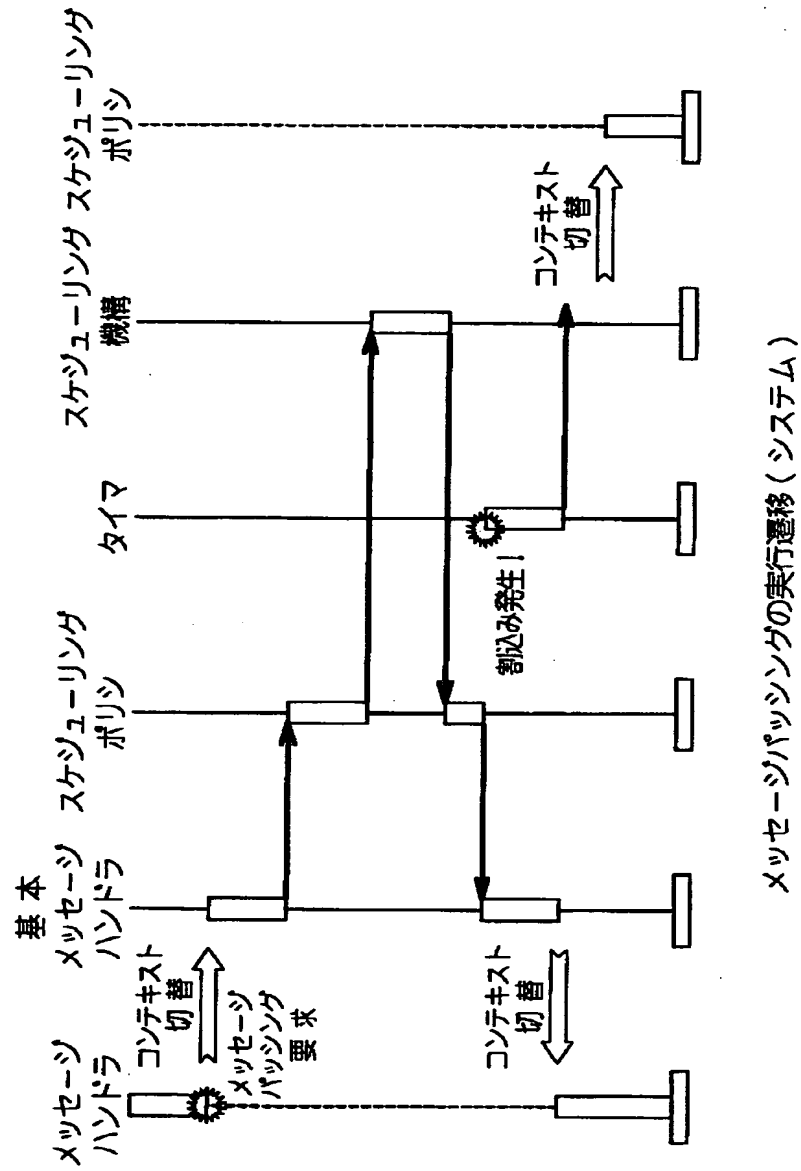 メッセージ
ハンドラ
基本
メッセージ
ハンドラ
スケジューリング
ポリシ
タイマ
スケジューリング
機構
スケジューリング
ポリシ
コンテキスト
切替
メッセージ
パッシング
要求
コンテキスト
切替
割込み発生!
コンテキスト
切替
メッセージパッシングの実行遷移(システム)